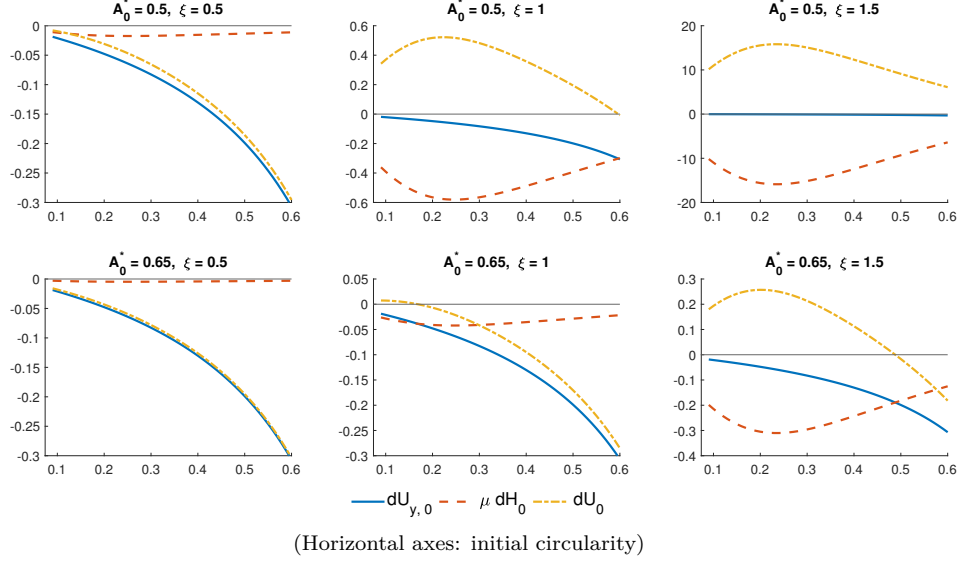 A*0 = 0.5, ξ = 0.5
0
-0.05
-0.1
-0.15
-0.2
-0.25
-0.3
0.1 0.2 0.3 0.4 0.5 0.6
A*0 = 0.5, ξ = 1
0.6
0.4
0.2
0
-0.2
-0.4
-0.6
0.1 0.2 0.3 0.4 0.5 0.6
A*0 = 0.5, ξ = 1.5
20
10
0
-10
-20
0.1 0.2 0.3 0.4 0.5 0.6
A*0 = 0.65, ξ = 0.5
0
-0.05
-0.1
-0.15
-0.2
-0.25
-0.3
0.1 0.2 0.3 0.4 0.5 0.6
A*0 = 0.65, ξ = 1
0
-0.05
-0.1
-0.15
-0.2
-0.25
-0.3
0.1 0.2 0.3 0.4 0.5 0.6
A*0 = 0.65, ξ = 1.5
0.3
0.2
0.1
0
-0.1
-0.2
-0.3
-0.4
0.1 0.2 0.3 0.4 0.5 0.6
dUy, 0 μ dH0 dU0
(Horizontal axes: initial circularity)